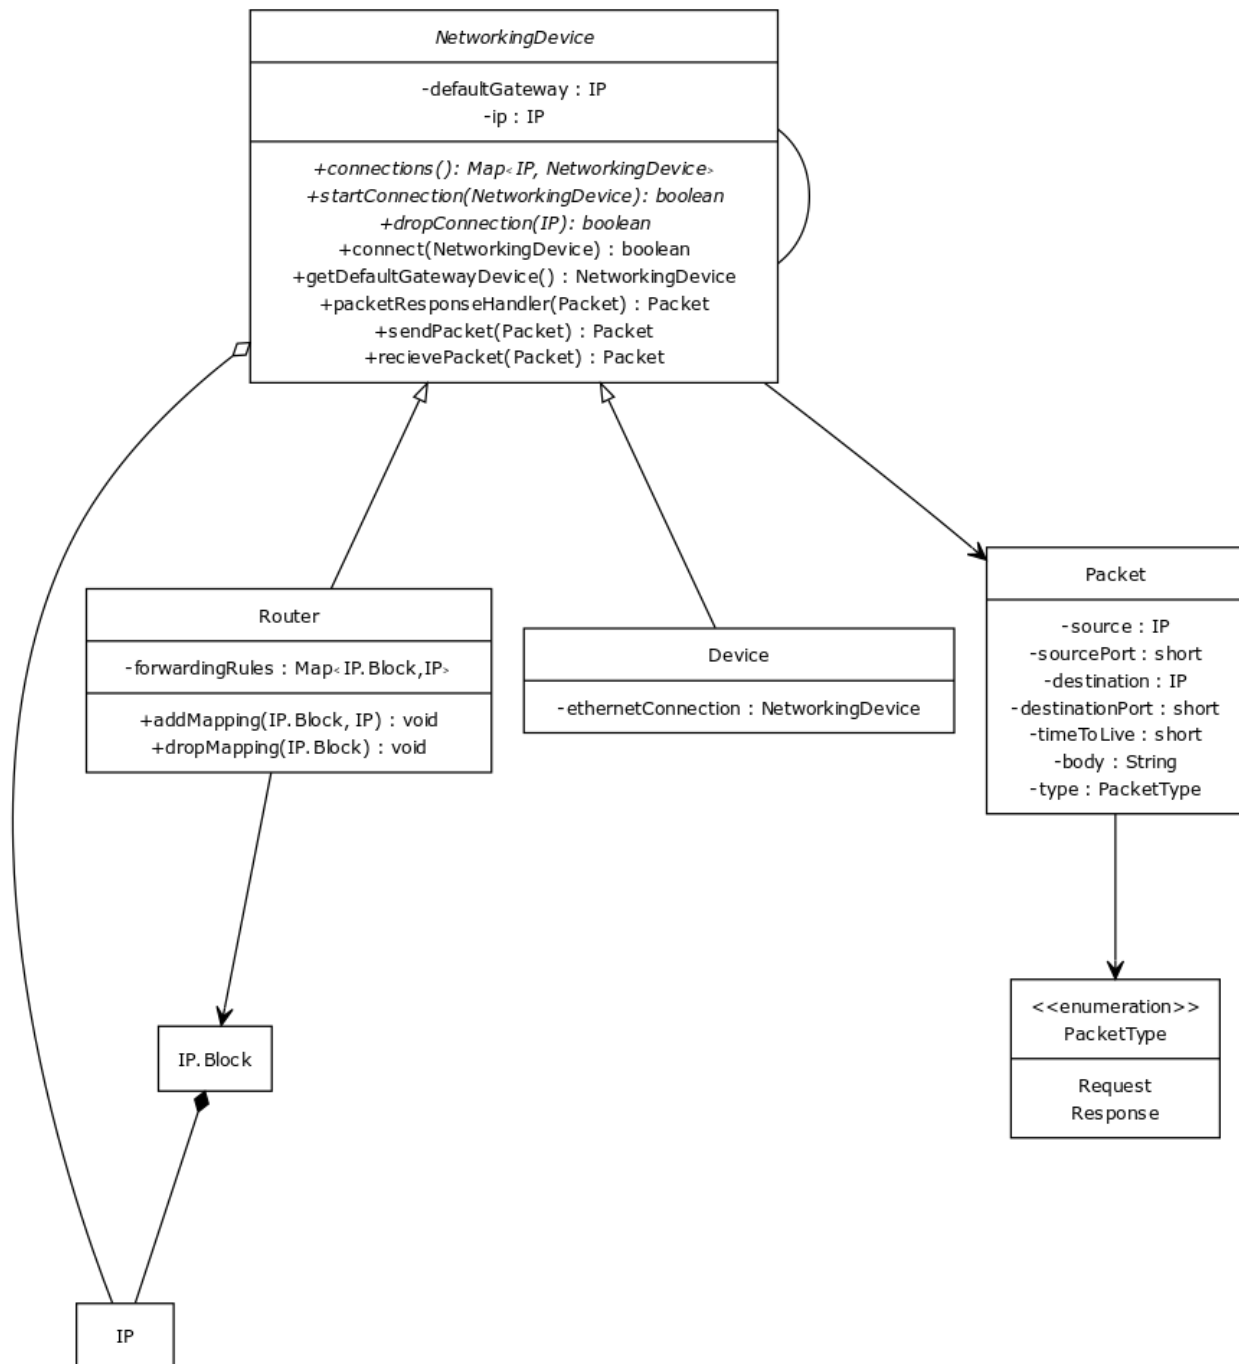 NetworkingDevice
-defaultGateway : IP
-ip : IP
+connections(): Map<IP, NetworkingDevice>
+startConnection(NetworkingDevice): boolean
+dropConnection(IP): boolean
+connect(NetworkingDevice) : boolean
+getDefaultGatewayDevice() : NetworkingDevice
+packetResponseHandler(Packet) : Packet
+sendPacket(Packet) : Packet
+recievePacket(Packet) : Packet
Router
-forwardingRules : Map<IP.Block,IP>
+addMapping(IP.Block, IP) : void
+dropMapping(IP.Block) : void
Device
-ethernetConnection : NetworkingDevice
Packet
-source : IP
-sourcePort : short
-destination : IP
-destinationPort : short
-timeToLive : short
-body : String
-type : PacketType
IP.Block
<<enumeration>>
PacketType
Request
Response
IP